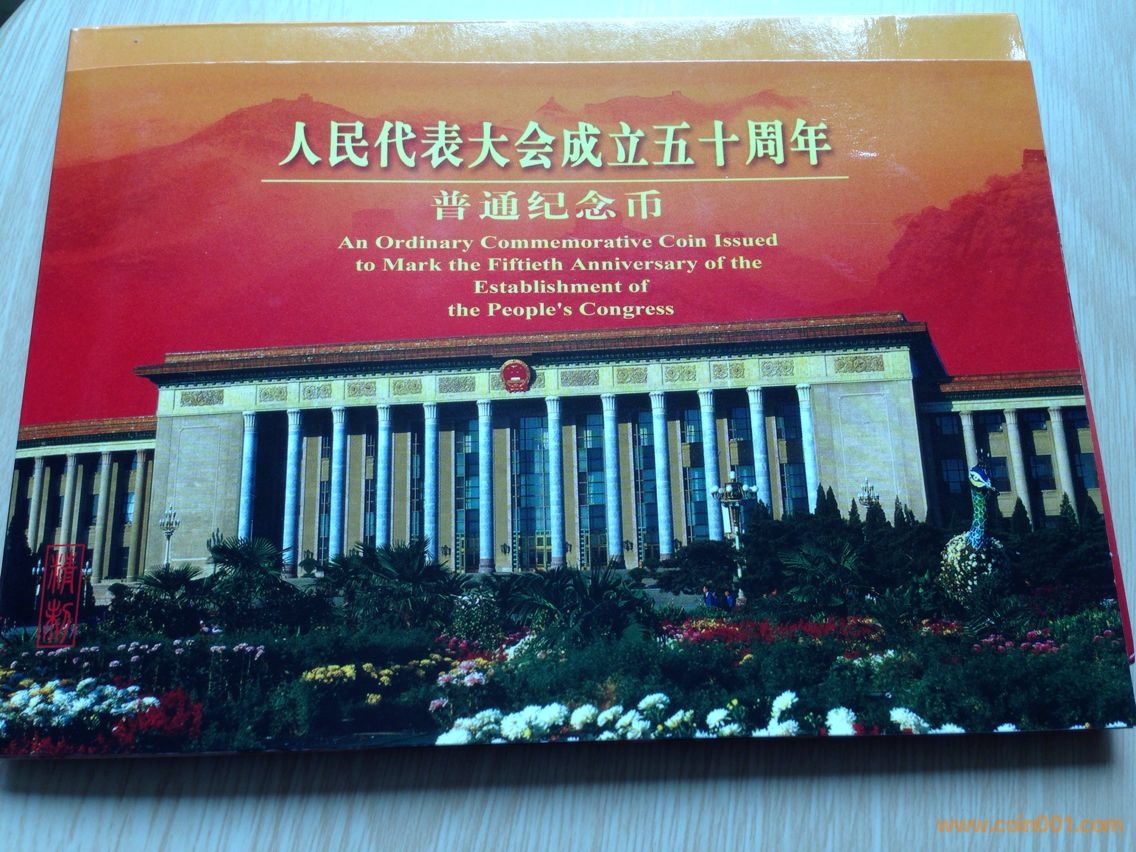 人民代表大会成立五十周年
普通纪念币
An Ordinary Commemorative Coin Issued
to Mark the Fiftieth Anniversary of the
Establishment of
the People's Congress
精制
www.coin001.com